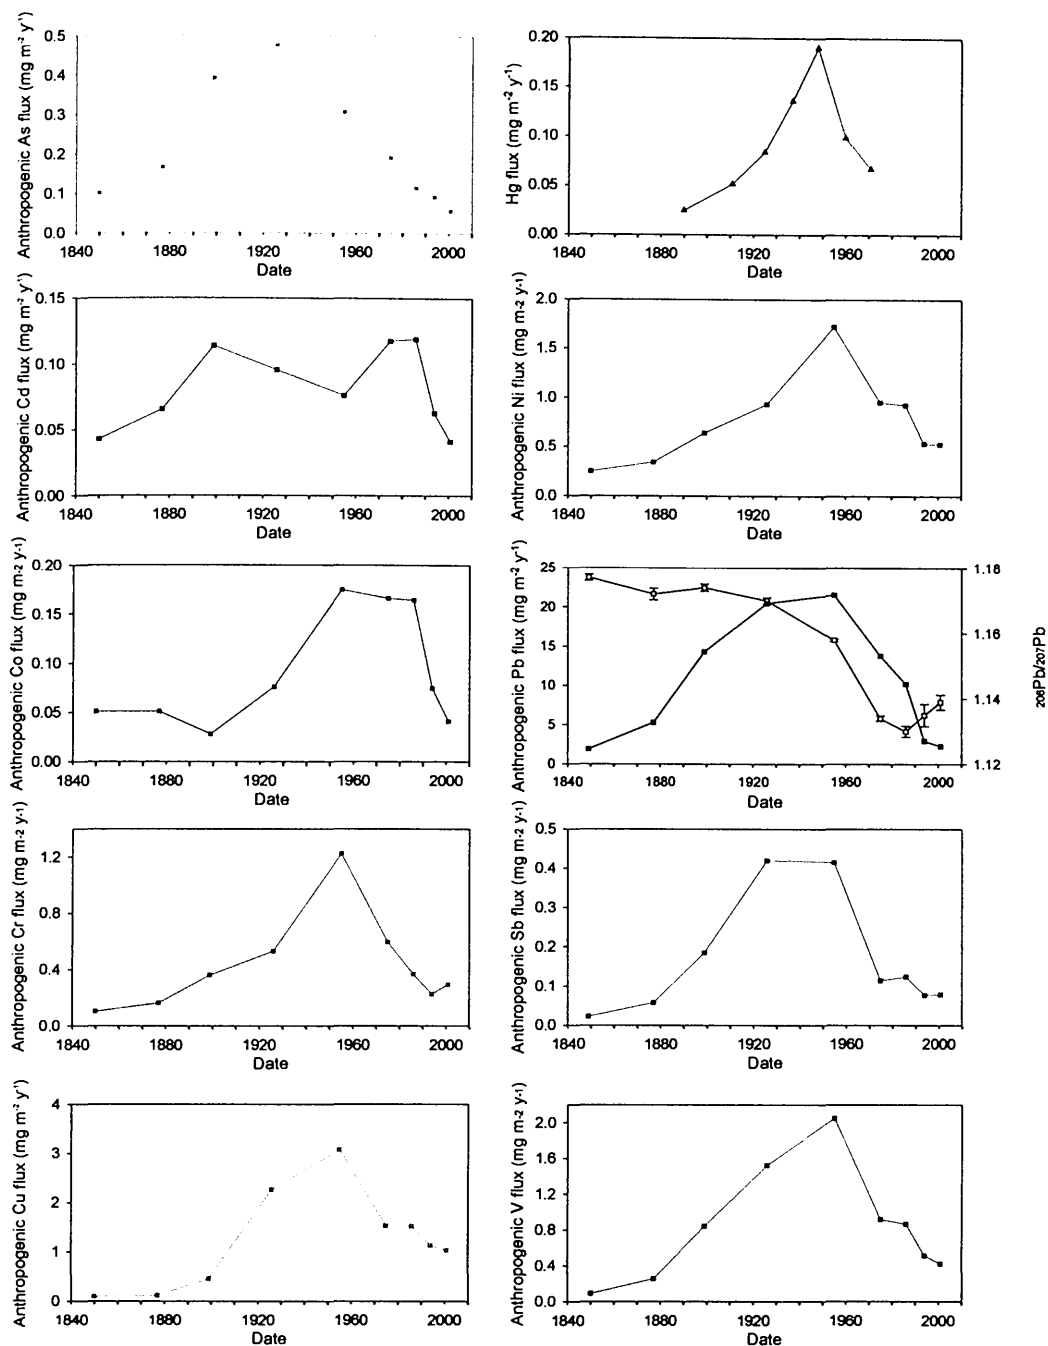 Anthropogenic As flux (mg m⁻² y⁻¹)
0.5
0.4
0.3
0.2
0.1
0.0
1840 1880 1920 1960 2000
Date
Hg flux (mg m⁻² y⁻¹)
0.20
0.15
0.10
0.05
0.00
1840 1880 1920 1960 2000
Date
Anthropogenic Cd flux (mg m⁻² y⁻¹)
0.15
0.10
0.05
0.00
1840 1880 1920 1960 2000
Date
Anthropogenic Ni flux (mg m-2 y-1)
2.0
1.5
1.0
0.5
0.0
1840 1880 1920 1960 2000
Date
Anthropogenic Co flux (mg m-2 y-1)
0.20
0.15
0.10
0.05
0.00
1840 1880 1920 1960 2000
Date
Anthropogenic Pb flux (mg m⁻² y⁻¹)
25
20
15
10
5
0
1840 1880 1920 1960 2000
Date
1.18
1.16
1.14
1.12
206Pb/207Pb
Anthropogenic Cr flux (mg m-2 y-1)
1.2
0.8
0.4
0.0
1840 1880 1920 1960 2000
Date
Anthropogenic Sb flux (mg m-2 y-1)
0.5
0.4
0.3
0.2
0.1
0.0
1840 1880 1920 1960 2000
Date
Anthropogenic Cu flux (mg m⁻² y⁻¹)
4
3
2
1
0
1840 1880 1920 1960 2000
Date
Anthropogenic V flux (mg m-2 y-1)
2.0
1.6
1.2
0.8
0.4
0.0
1840 1880 1920 1960 2000
Date